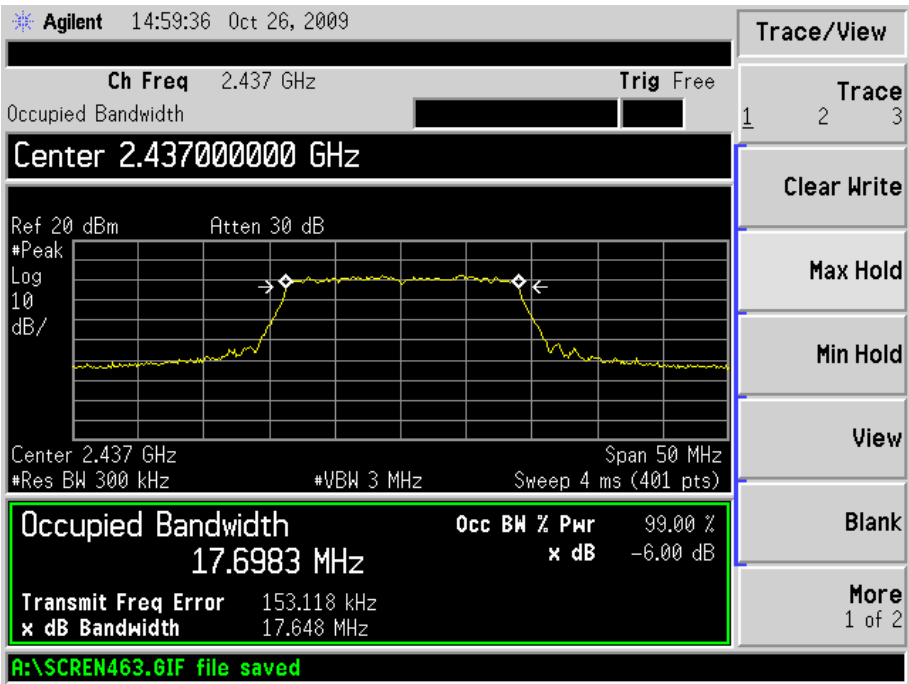 Agilent 14:59:36 Oct 26, 2009
Trace/View
Ch Freq 2.437 GHz Trig Free
Occupied Bandwidth
Trace
1 2 3
Center 2.437000000 GHz
Clear Write
Ref 20 dBm Atten 30 dB
#Peak
Log
10
dB/
Max Hold
Min Hold
View
Center 2.437 GHz Span 50 MHz
#Res BW 300 kHz #VBW 3 MHz Sweep 4 ms (401 pts)
Occupied Bandwidth Occ BW % Pwr 99.00 %
17.6983 MHz x dB -6.00 dB
Blank
Transmit Freq Error 153.118 kHz
x dB Bandwidth 17.648 MHz
More
1 of 2
A:\SCREN463.GIF file saved